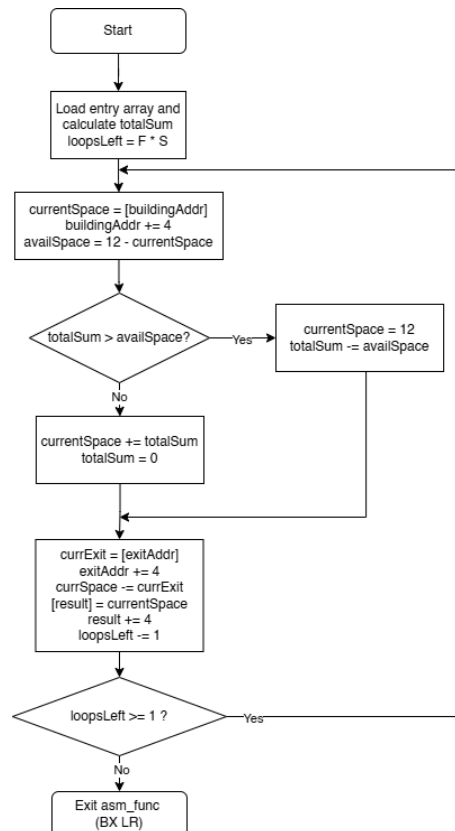 Start
Load entry array and
calculate totalSum
loopsLeft = F * S
currentSpace = [buildingAddr]
buildingAddr += 4
availSpace = 12 - currentSpace
totalSum > availSpace?
Yes
currentSpace = 12
totalSum -= availSpace
No
currentSpace += totalSum
totalSum = 0
currExit = [exitAddr]
exitAddr += 4
currSpace -= currExit
[result] = currentSpace
result += 4
loopsLeft -= 1
loopsLeft >= 1 ?
Yes
No
Exit asm_func
(BX LR)